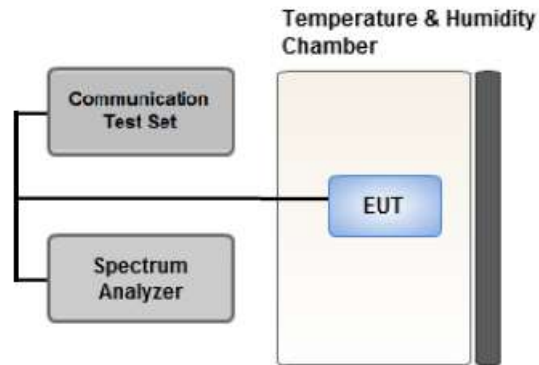 Temperature & Humidity
Chamber
Communication
Test Set
EUT
Spectrum
Analyzer